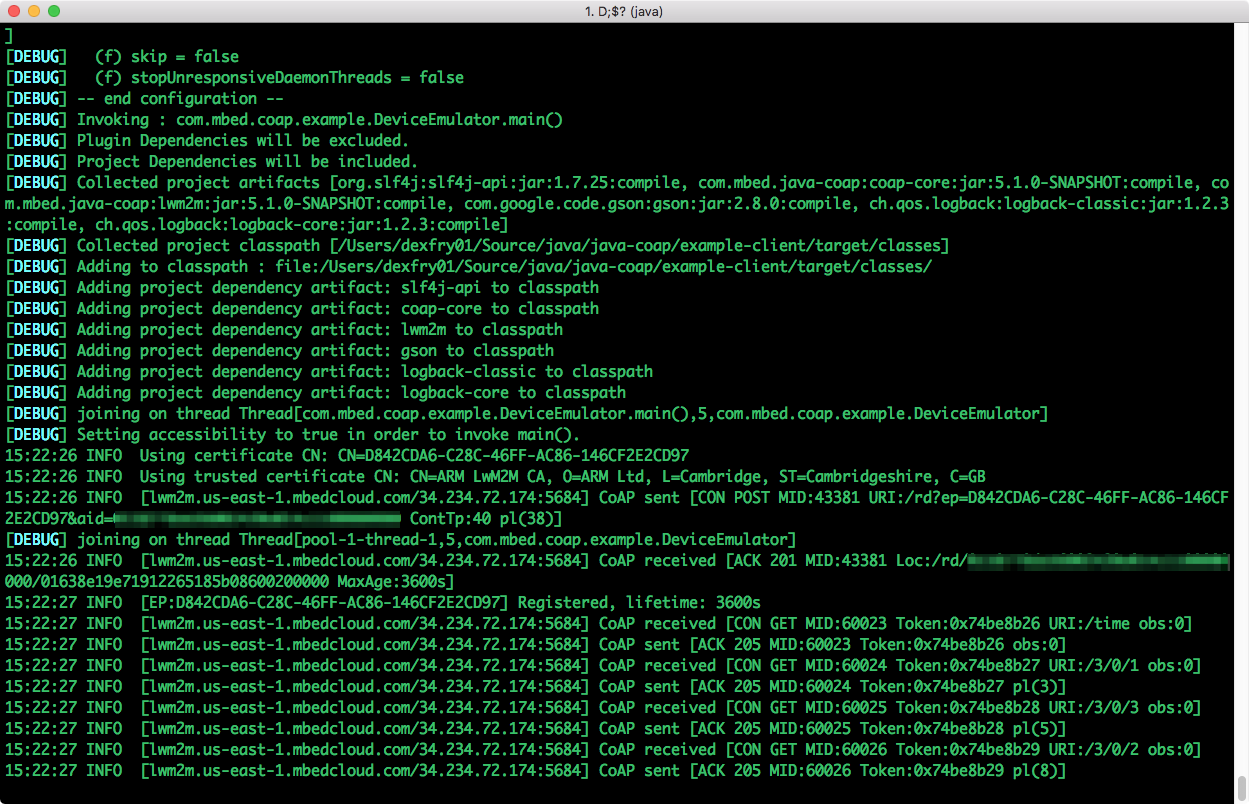 1. D;$? (java)
]
[DEBUG]   (f) skip = false
[DEBUG]   (f) stopUnresponsiveDaemonThreads = false
[DEBUG] -- end configuration --
[DEBUG] Invoking : com.mbed.coap.example.DeviceEmulator.main()
[DEBUG] Plugin Dependencies will be excluded.
[DEBUG] Project Dependencies will be included.
[DEBUG] Collected project artifacts [org.slf4j:slf4j-api:jar:1.7.25:compile, com.mbed.java-coap:coap-core:jar:5.1.0-SNAPSHOT:compile, co
m.mbed.java-coap:lwm2m:jar:5.1.0-SNAPSHOT:compile, com.google.code.gson:gson:jar:2.8.0:compile, ch.qos.logback:logback-classic:jar:1.2.3
:compile, ch.qos.logback:logback-core:jar:1.2.3:compile]
[DEBUG] Collected project classpath [/Users/dexfry01/Source/java/java-coap/example-client/target/classes]
[DEBUG] Adding to classpath : file:/Users/dexfry01/Source/java/java-coap/example-client/target/classes/
[DEBUG] Adding project dependency artifact: slf4j-api to classpath
[DEBUG] Adding project dependency artifact: coap-core to classpath
[DEBUG] Adding project dependency artifact: lwm2m to classpath
[DEBUG] Adding project dependency artifact: gson to classpath
[DEBUG] Adding project dependency artifact: logback-classic to classpath
[DEBUG] Adding project dependency artifact: logback-core to classpath
[DEBUG] joining on thread Thread[com.mbed.coap.example.DeviceEmulator.main(),5,com.mbed.coap.example.DeviceEmulator]
[DEBUG] Setting accessibility to true in order to invoke main().
15:22:26 INFO  Using certificate CN: CN=D842CDA6-C28C-46FF-AC86-146CF2E2CD97
15:22:26 INFO  Using trusted certificate CN: CN=ARM LwM2M CA, O=ARM Ltd, L=Cambridge, ST=Cambridgeshire, C=GB
15:22:26 INFO  [lwm2m.us-east-1.mbedcloud.com/34.234.72.174:5684] CoAP sent [CON POST MID:43381 URI:/rd?ep=D842CDA6-C28C-46FF-AC86-146CF
2E2CD97&aid= ContTp:40 pl(38)]
[DEBUG] joining on thread Thread[pool-1-thread-1,5,com.mbed.coap.example.DeviceEmulator]
15:22:26 INFO  [lwm2m.us-east-1.mbedcloud.com/34.234.72.174:5684] CoAP received [ACK 201 MID:43381 Loc:/rd/
000/01638e19e71912265185b08600200000 MaxAge:3600s]
15:22:27 INFO  [EP:D842CDA6-C28C-46FF-AC86-146CF2E2CD97] Registered, lifetime: 3600s
15:22:27 INFO  [lwm2m.us-east-1.mbedcloud.com/34.234.72.174:5684] CoAP received [CON GET MID:60023 Token:0x74be8b26 URI:/time obs:0]
15:22:27 INFO  [lwm2m.us-east-1.mbedcloud.com/34.234.72.174:5684] CoAP sent [ACK 205 MID:60023 Token:0x74be8b26 obs:0]
15:22:27 INFO  [lwm2m.us-east-1.mbedcloud.com/34.234.72.174:5684] CoAP received [CON GET MID:60024 Token:0x74be8b27 URI:/3/0/1 obs:0]
15:22:27 INFO  [lwm2m.us-east-1.mbedcloud.com/34.234.72.174:5684] CoAP sent [ACK 205 MID:60024 Token:0x74be8b27 pl(3)]
15:22:27 INFO  [lwm2m.us-east-1.mbedcloud.com/34.234.72.174:5684] CoAP received [CON GET MID:60025 Token:0x74be8b28 URI:/3/0/3 obs:0]
15:22:27 INFO  [lwm2m.us-east-1.mbedcloud.com/34.234.72.174:5684] CoAP sent [ACK 205 MID:60025 Token:0x74be8b28 pl(5)]
15:22:27 INFO  [lwm2m.us-east-1.mbedcloud.com/34.234.72.174:5684] CoAP received [CON GET MID:60026 Token:0x74be8b29 URI:/3/0/2 obs:0]
15:22:27 INFO  [lwm2m.us-east-1.mbedcloud.com/34.234.72.174:5684] CoAP sent [ACK 205 MID:60026 Token:0x74be8b29 pl(8)]